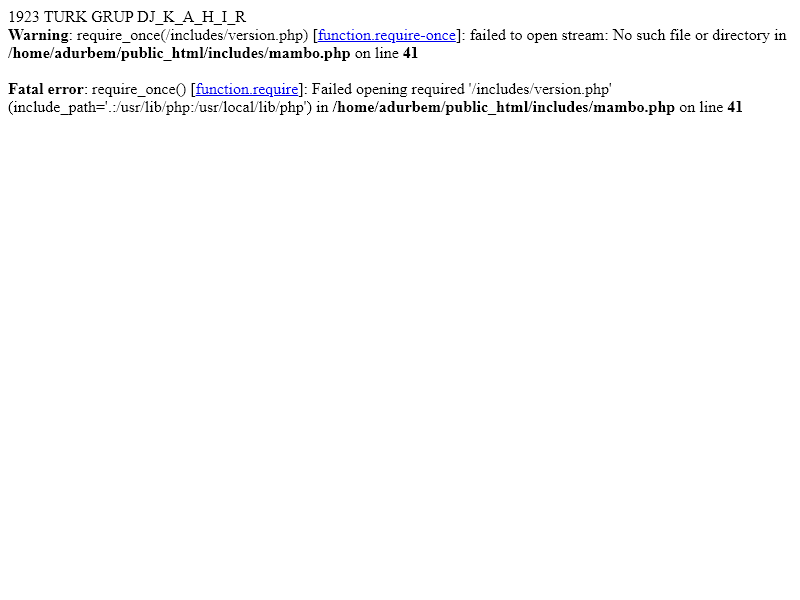 1923 TURK GRUP DJ_K_A_H_I_R
Warning: require_once(/includes/version.php) [function.require-once]: failed to open stream: No such file or directory in
/home/adurbem/public_html/includes/mambo.php on line 41
Fatal error: require_once() [function.require]: Failed opening required '/includes/version.php'
(include_path='.:/usr/lib/php:/usr/local/lib/php') in /home/adurbem/public_html/includes/mambo.php on line 41